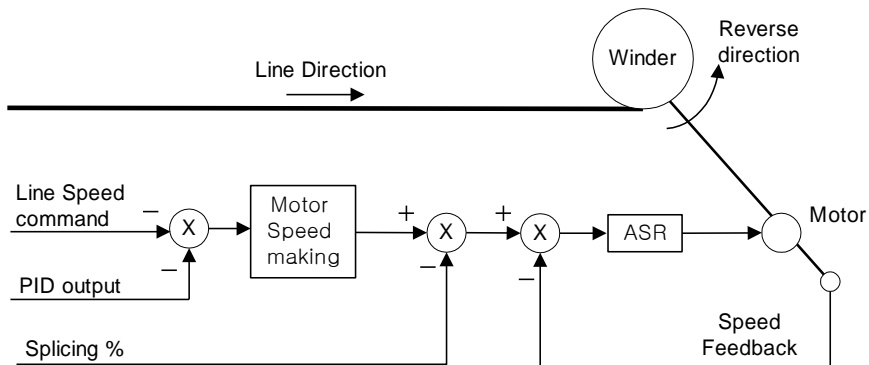 Line Direction
Winder
Reverse
direction
Line Speed
command
−
X
−
Motor
Speed
making
+
X
−
+
X
−
ASR
Motor
PID output
Splicing %
Speed
Feedback